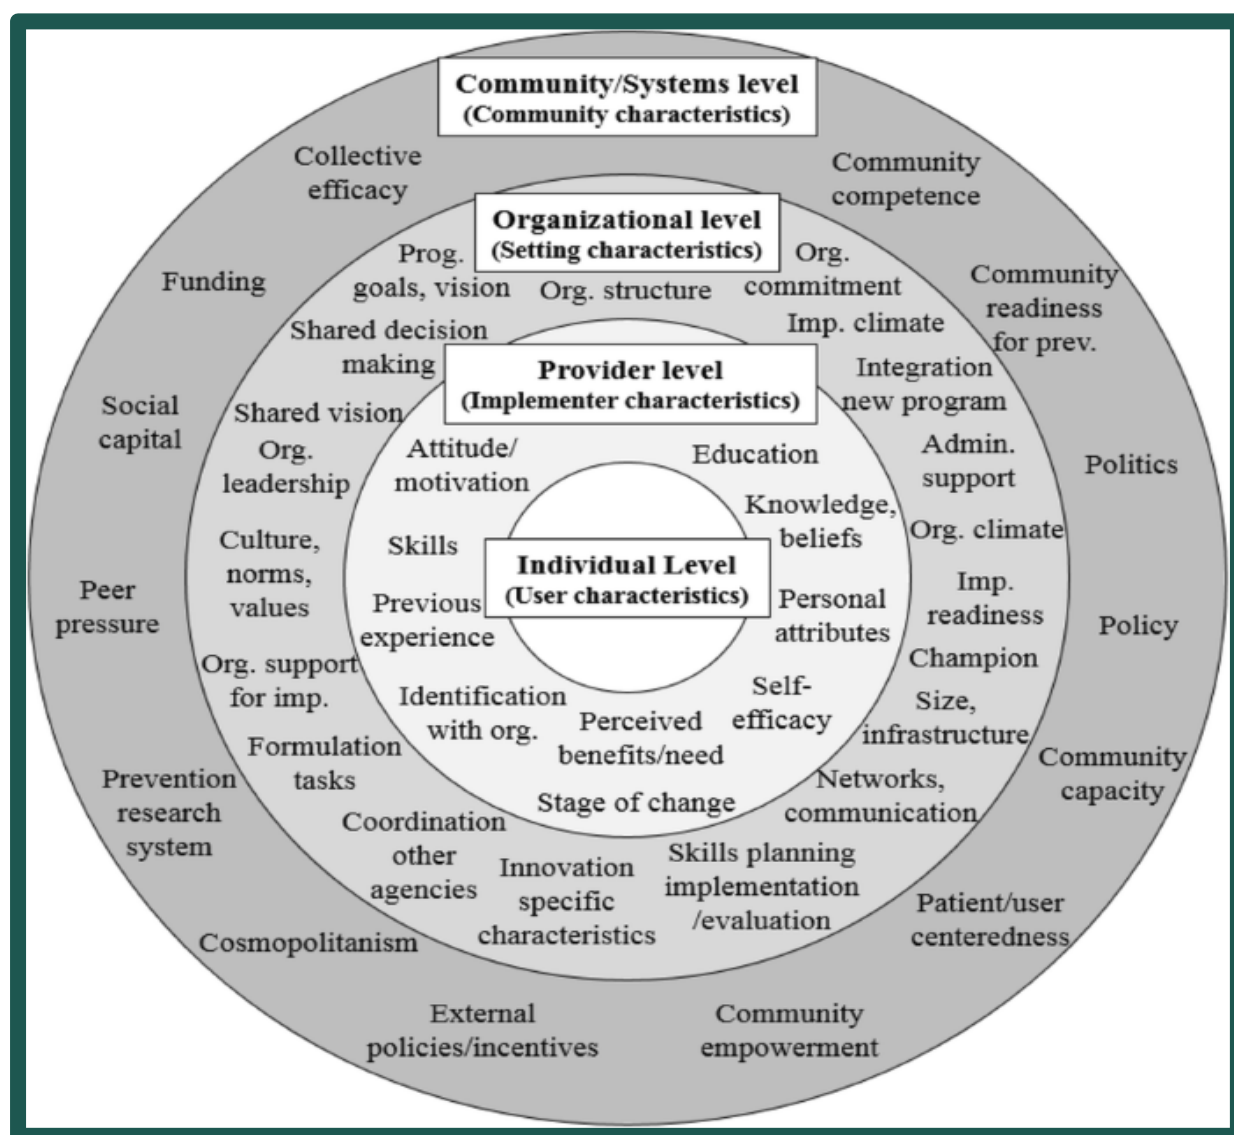 Community/Systems level
(Community characteristics)
Collective
efficacy
Community
competence
Funding
Community
readiness
for prev.
Social
capital
Politics
Peer
pressure
Policy
Prevention
research
system
Community
capacity
Cosmopolitanism
Patient/user
centeredness
External
policies/incentives
Community
empowerment
Organizational level
(Setting characteristics)
Prog.
goals, vision
Org. structure
Org.
commitment
Shared decision
making
Imp. climate
Shared vision
Integration
new program
Org.
leadership
Admin.
support
Culture,
norms,
values
Org. climate
Imp.
readiness
Org. support
for imp.
Champion
Size,
infrastructure
Formulation
tasks
Networks,
communication
Coordination
other
agencies
Innovation
specific
characteristics
Skills planning
implementation
/evaluation
Provider level
(Implementer characteristics)
Attitude/
motivation
Education
Knowledge,
beliefs
Skills
Previous
experience
Personal
attributes
Identification
with org.
Self-
efficacy
Perceived
benefits/need
Stage of change
Individual Level
(User characteristics)